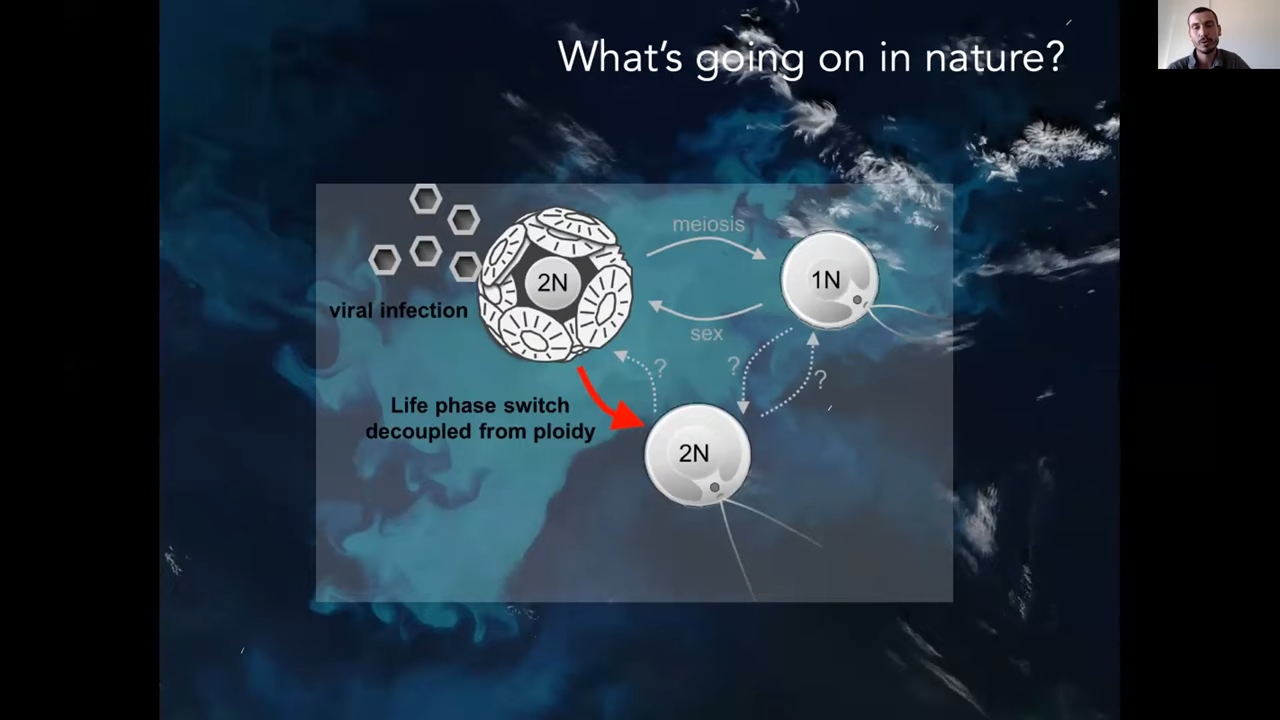 What's going on in nature?
meiosis
2N
1N
viral infection
sex
?
?
?
Life phase switch
decoupled from ploidy
2N